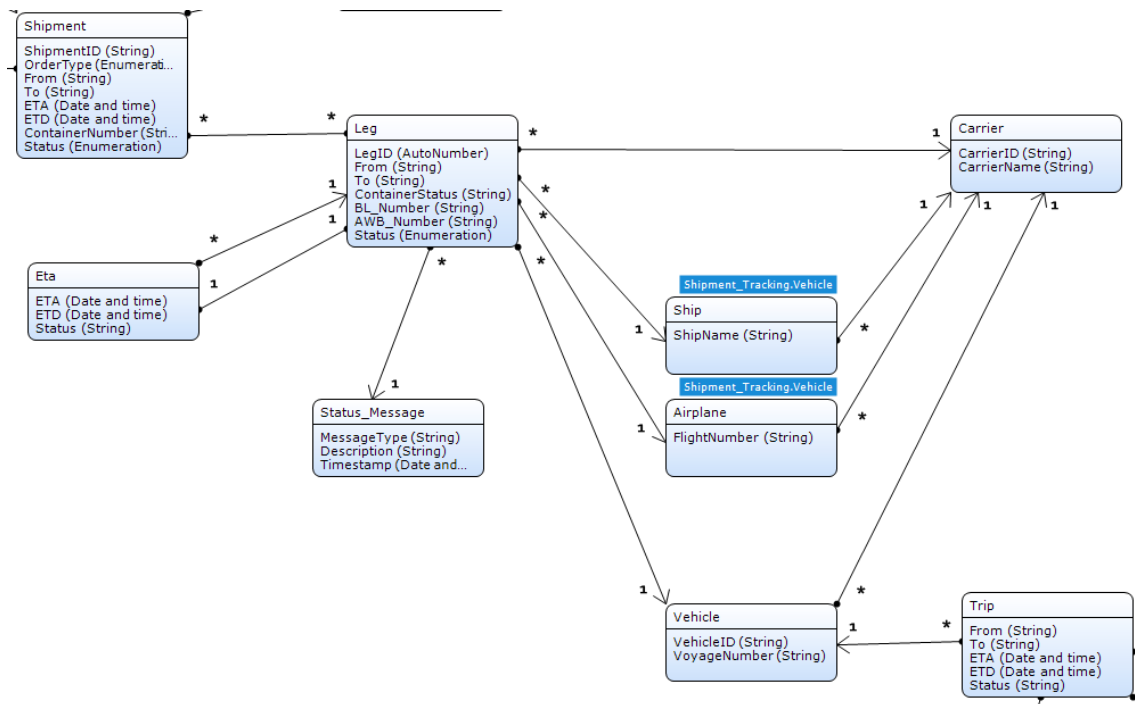 Shipment
ShipmentID (String)
OrderType (Enumerati...
From (String)
To (String)
ETA (Date and time)
ETD (Date and time)
ContainerNumber (Stri...
Status (Enumeration)
*
*
Leg
LegID (AutoNumber)
From (String)
To (String)
ContainerStatus (String)
BL_Number (String)
AWB_Number (String)
Status (Enumeration)
*
1
Carrier
CarrierID (String)
CarrierName (String)
*
*
*
*
1
1
*
1
Eta
ETA (Date and time)
ETD (Date and time)
Status (String)
1
1
1
Shipment_Tracking.Vehicle
Ship
ShipName (String)
1
*
Shipment_Tracking.Vehicle
Airplane
FlightNumber (String)
1
*
1
Status_Message
MessageType (String)
Description (String)
Timestamp (Date and...
1
*
Vehicle
VehicleID (String)
VoyageNumber (String)
1
*
Trip
From (String)
To (String)
ETA (Date and time)
ETD (Date and time)
Status (String)